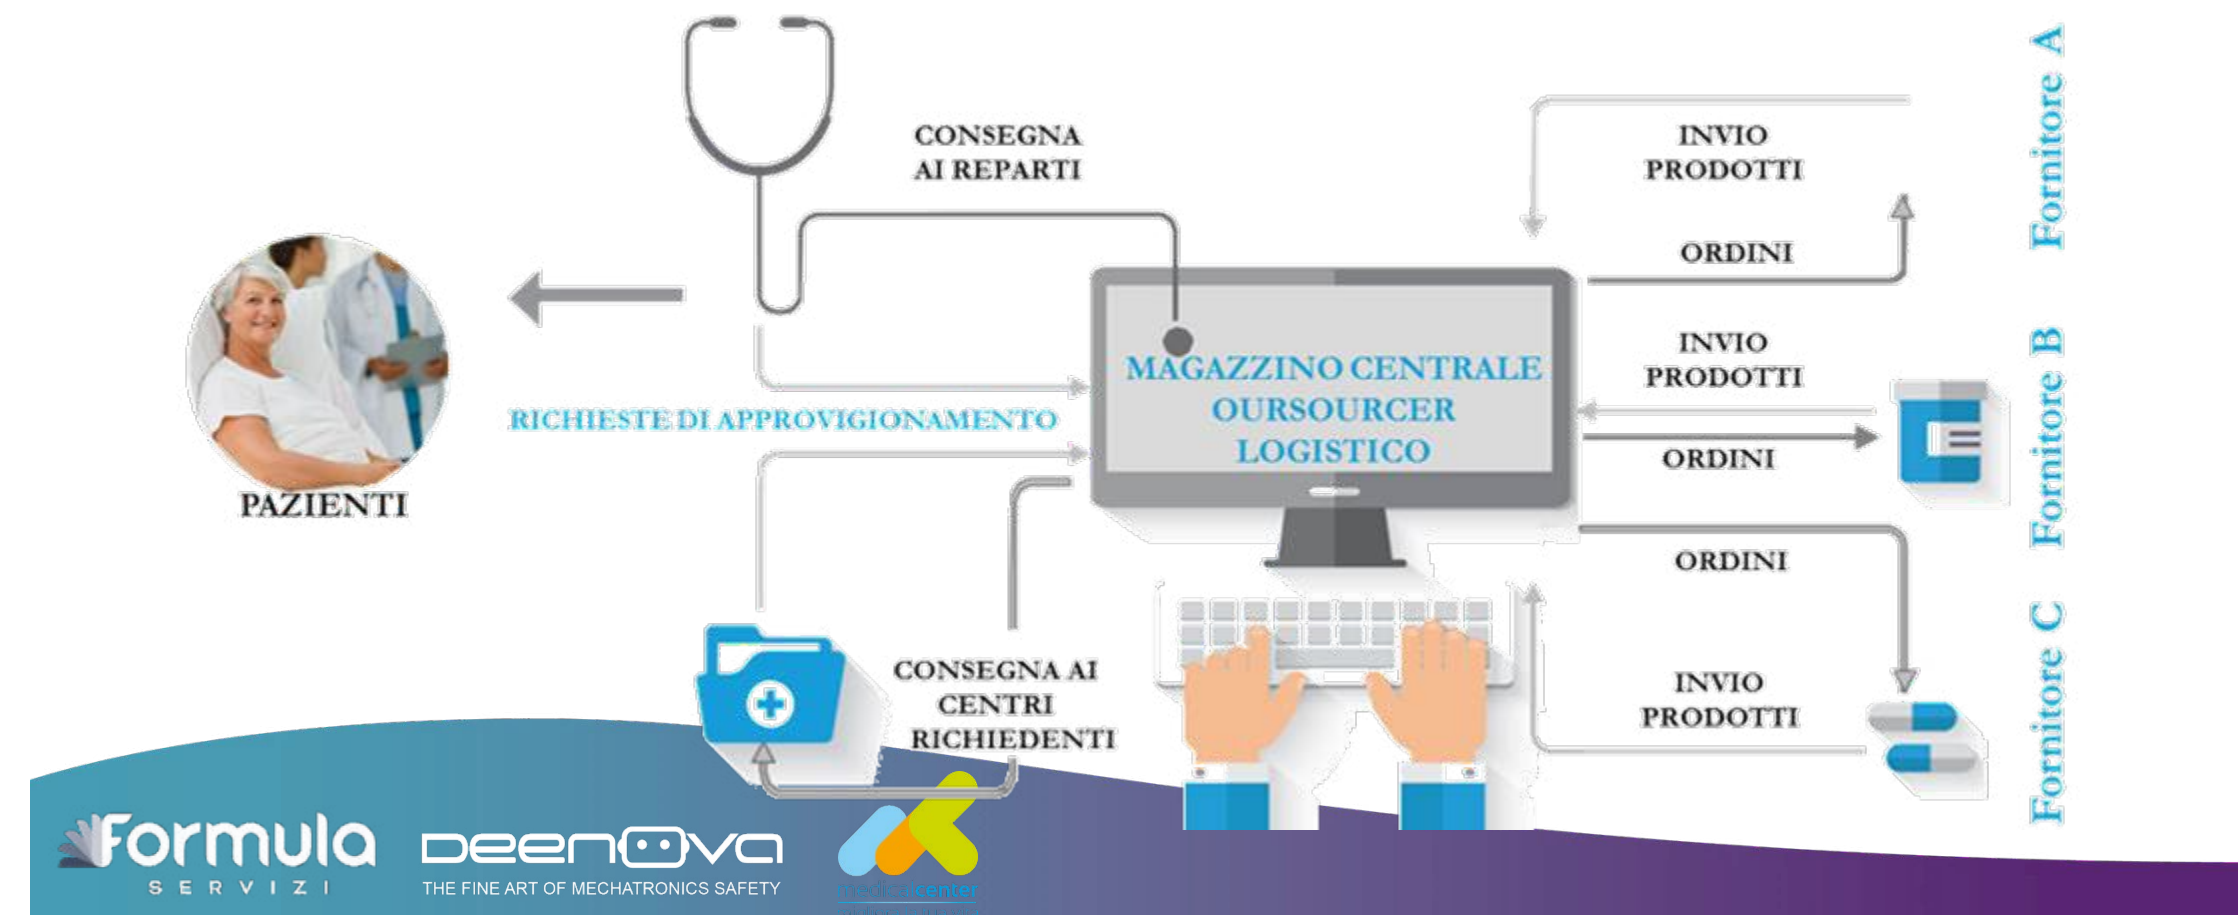 CONSEGNA
AI REPARTI
PAZIENTI
RICHIESTE DI APPROVIGIONAMENTO
MAGAZZINO CENTRALE
OURSOURCER
LOGISTICO
CONSEGNA AI
CENTRI
RICHIEDENTI
INVIO
PRODOTTI
ORDINI
Fornitore A
INVIO
PRODOTTI
ORDINI
Fornitore B
ORDINI
INVIO
PRODOTTI
Fornitore C
Formula
SERVIZI
DEENOVA
THE FINE ART OF MECHATRONICS SAFETY
medicalcenter